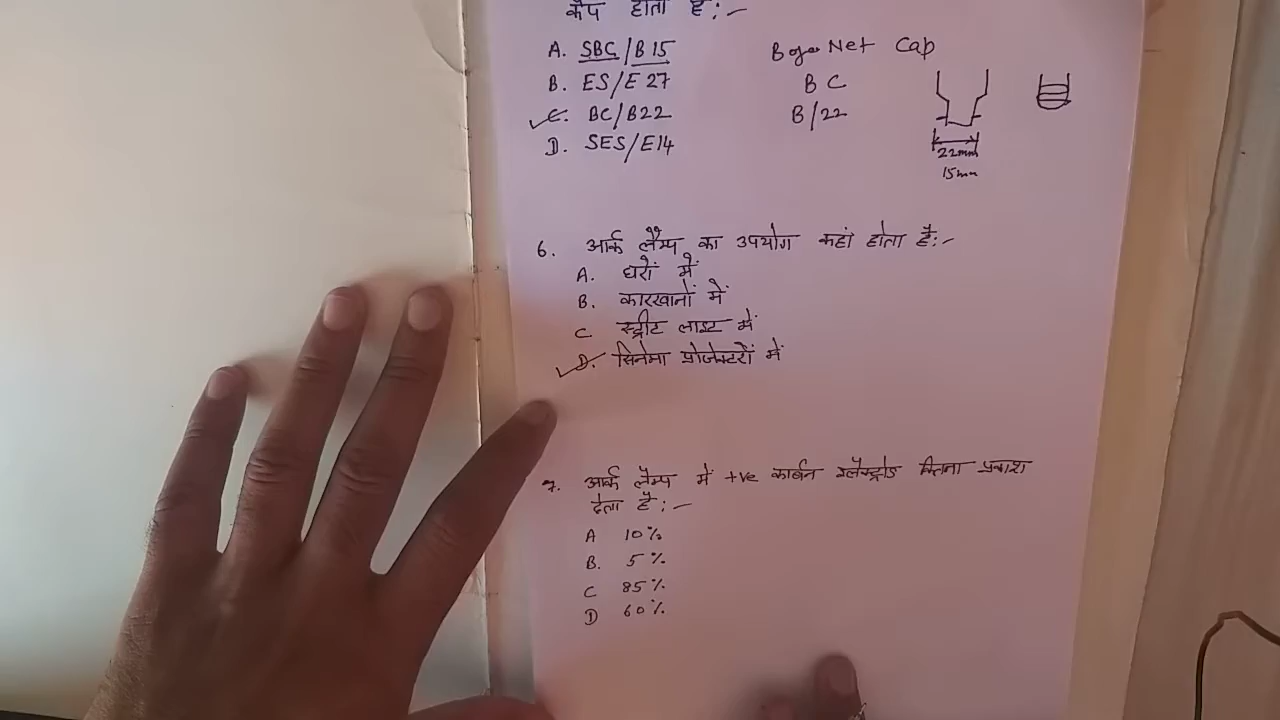 कैप होता है:-
A. SBC/B15
B. ES/E27
C. BC/B22
D. SES/E14
Net Cap
BC
B/22
22mm
15mm
6. आर्क लैम्प का उपयोग कहां होता है:-
A. घरों में
B. कारखानों में
C स्ट्रीट लाइट में
D. सिनेमा प्रोजेक्टरों में
7. आर्क लैम्प में +ve कार्बन इलैक्ट्रोड कितना प्रकाश
देता है:-
A 10%
B. 5%
C 85%
D 60%